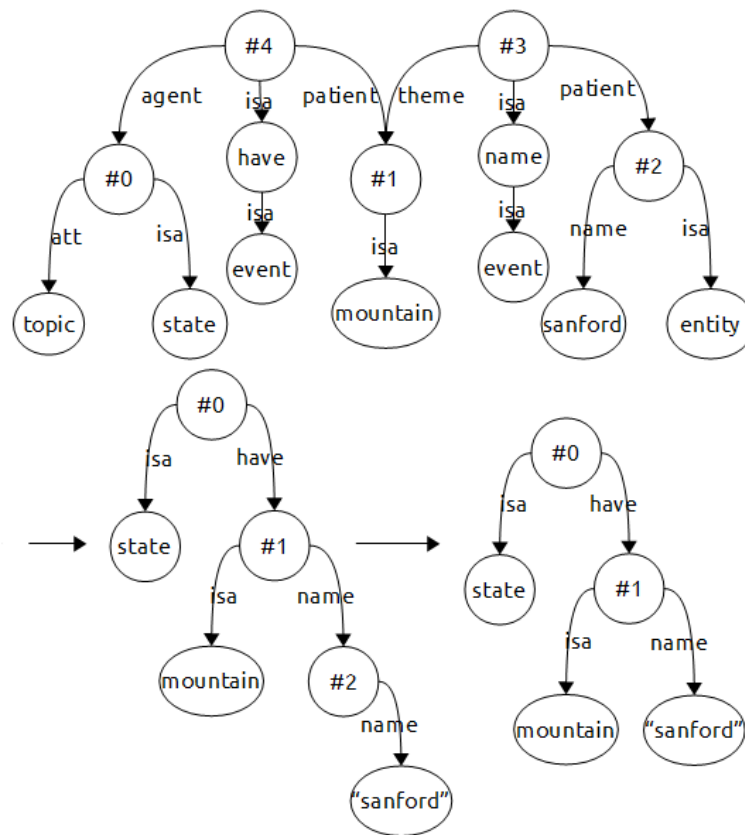 #4 #3
agent isa patient theme isa patient
have name
#0 #1 #2
att isa isa isa isa name isa
event event
topic state mountain sanford entity
#0
#0
isa have
isa have
state #1
state #1
isa name
isa name
mountain #2
mountain “sanford”
name
“sanford”